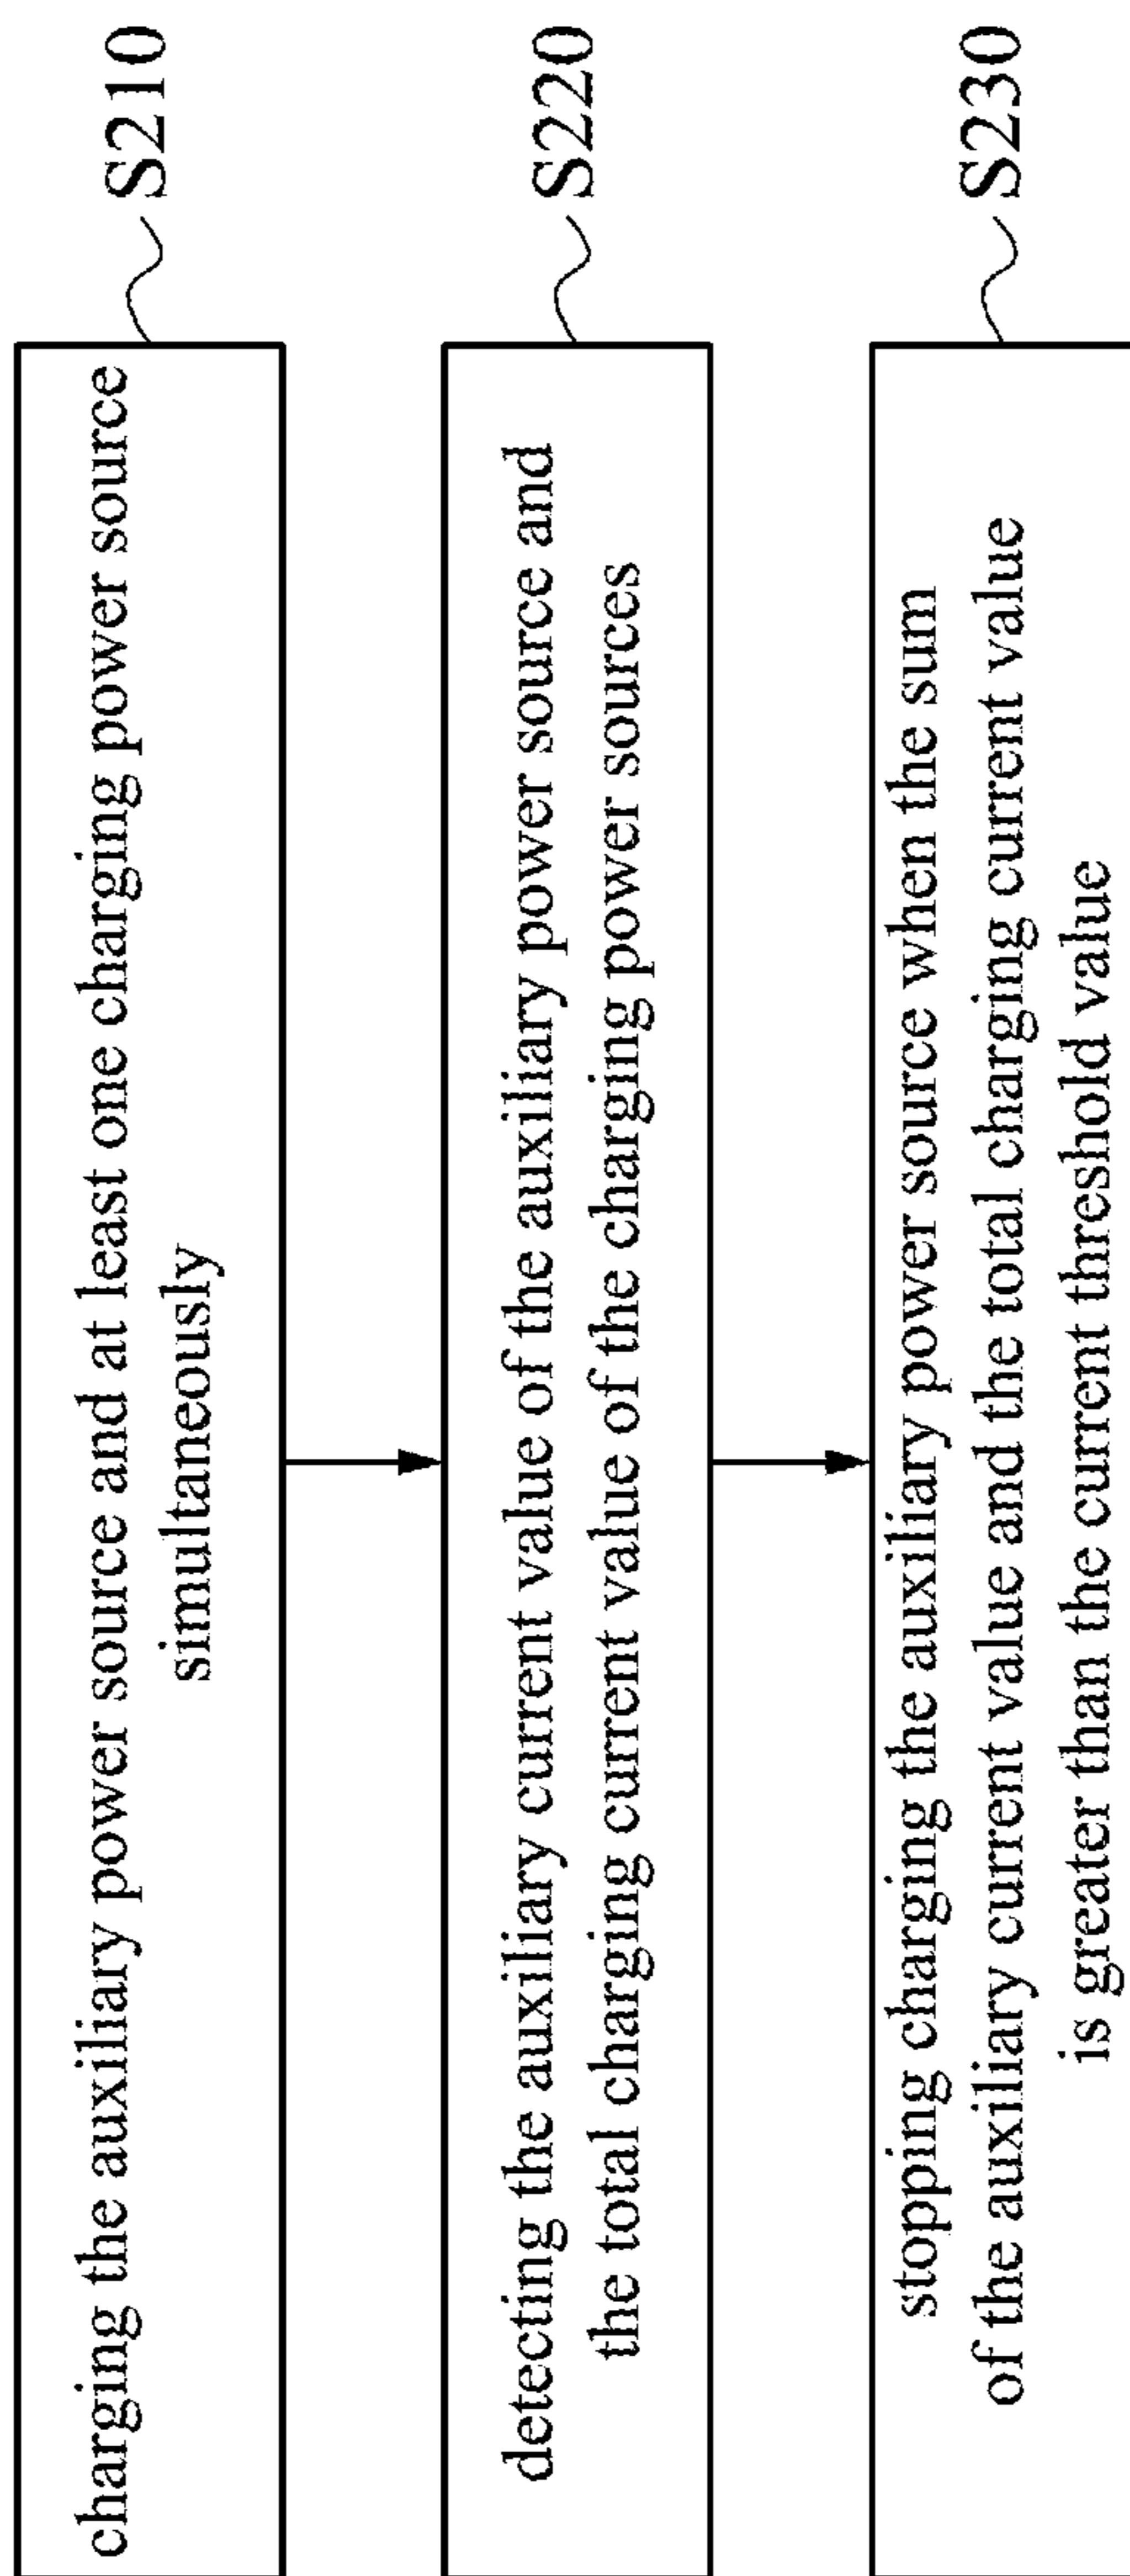 charging the auxiliary power source and at least one charging power source
simultaneously
S210
detecting the auxiliary current value of the auxiliary power source and
the total charging current value of the charging power sources
S220
stopping charging the auxiliary power source when the sum
of the auxiliary current value and the total charging current value
is greater than the current threshold value
S230